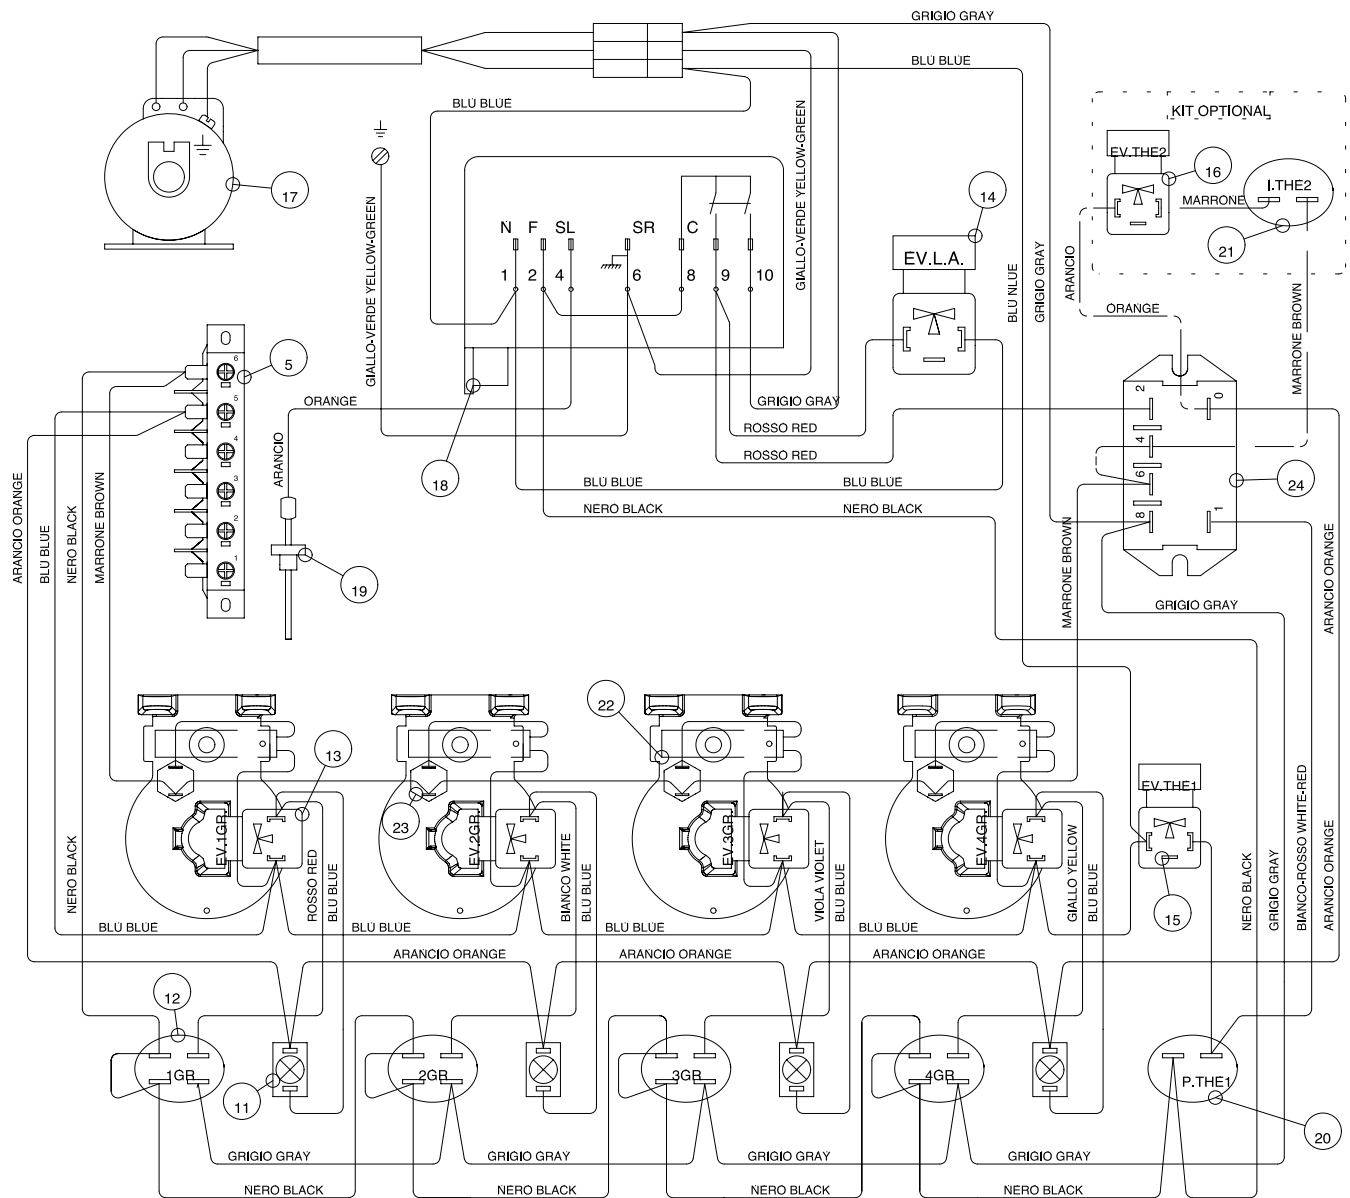 GRIGIO GRAY
BLU BLUE
BLU BLUE
KIT OPTIONAL
EV.THE2
16
I.THE2
MARRONE
21
17
14
GIALLO-VERDE YELLOW-GREEN
GIALLO-VERDE YELLOW-GREEN
N F SL SR C
1 2 4 6 8 9 10
EV.L.A.
BLU NLUE
GRIGIO GRAY
ARANCIO
ORANGE
MARRONE BROWN
5
6
5
4
3
2
1
ORANGE
ARANCIO
18
19
GRIGIO GRAY
ROSSO RED
ROSSO RED
BLU BLUE
BLU BLUE
NERO BLACK
NERO BLACK
2
4
6
8
0
1
24
ARANCIO ORANGE
BLU BLUE
NERO BLACK
MARRONE BROWN
MARRONE BROWN
GRIGIO GRAY
ARANCIO ORANGE
22
13
23
EV.1GR
EV.2GR.
EV.3GR
EV.4GR
EV.THE1
15
NERO BLACK
ROSSO RED
BLU BLUE
BIANCO WHITE
BLU BLUE
VIOLA VIOLET
BLU BLUE
GIALLO YELLOW
BLU BLUE
NERO BLACK
GRIGIO GRAY
BIANCO-ROSSO WHITE-RED
ARANCIO ORANGE
BLU BLUE
BLU BLUE
BLU BLUE
BLU BLUE
ARANCIO ORANGE
ARANCIO ORANGE
ARANCIO ORANGE
12
1GR
11
2GR
3GR
4GR
P.THE1
20
GRIGIO GRAY
GRIGIO GRAY
GRIGIO GRAY
GRIGIO GRAY
NERO BLACK
NERO BLACK
NERO BLACK
NERO BLACK